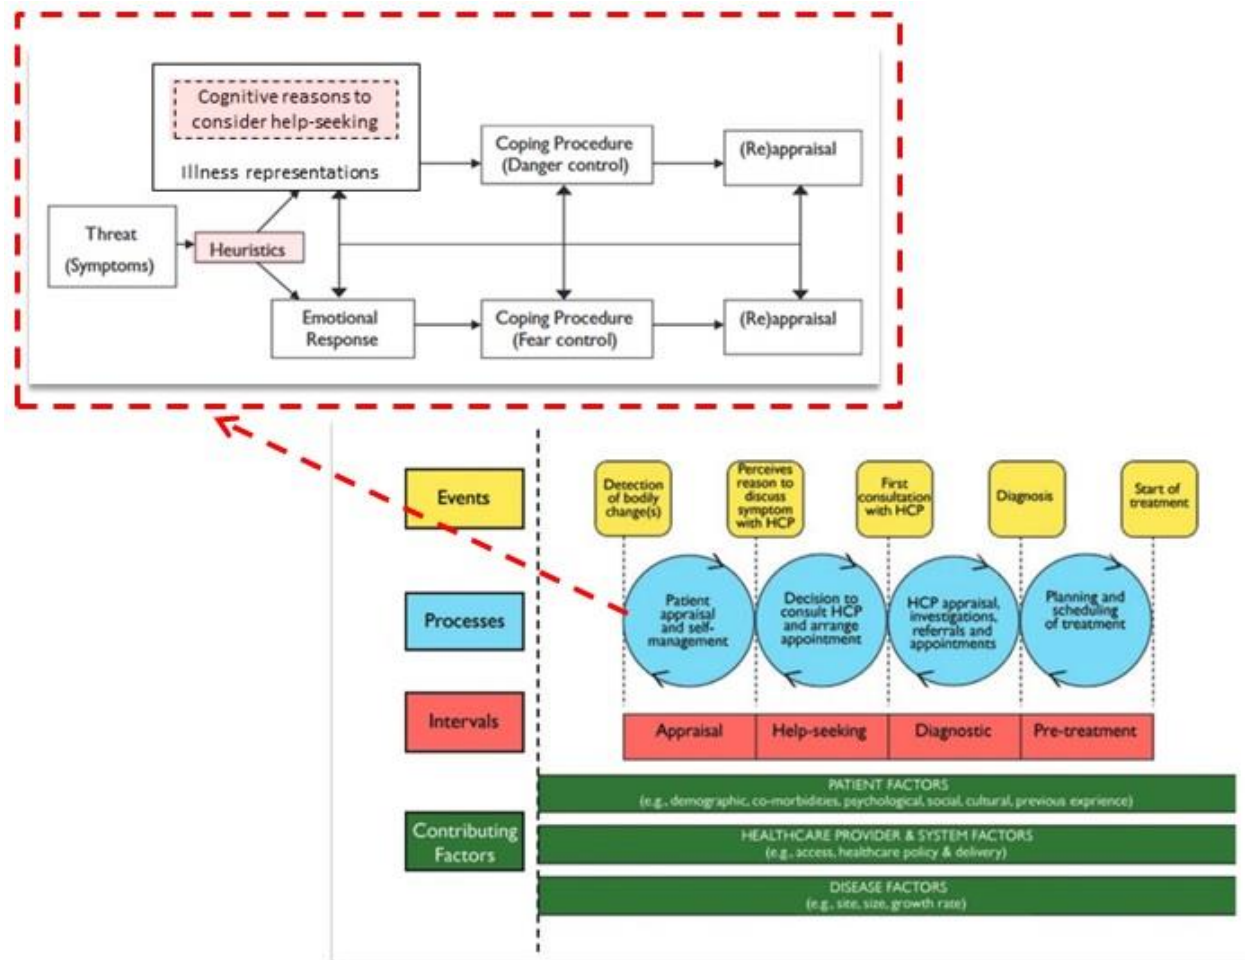 Cognitive reasons to
consider help-seeking
Illness representations
Coping Procedure
(Danger control)
(Re)appraisal
Threat
(Symptoms)
Heuristics
Emotional
Response
Coping Procedure
(Fear control)
(Re)appraisal
Events
Detection
of bodily
change(s)
Perceives
reason to
discuss
symptom
with HCP
First
consultation
with HCP
Diagnosis
Start of
treatment
Processes
Patient
appraisal
and self-
management
Decision to
consult HCP
and arrange
appointment
HCP appraisal,
investigations,
referrals and
appointments
Planning and
scheduling
of treatment
Intervals
Appraisal
Help-seeking
Diagnostic
Pre-treatment
Contributing
Factors
PATIENT FACTORS
(e.g., demographic, co-morbidities, psychological, social, cultural, previous exprience)
HEALTHCARE PROVIDER & SYSTEM FACTORS
(e.g., access, healthcare policy & delivery)
DISEASE FACTORS
(e.g., site, size, growth rate)